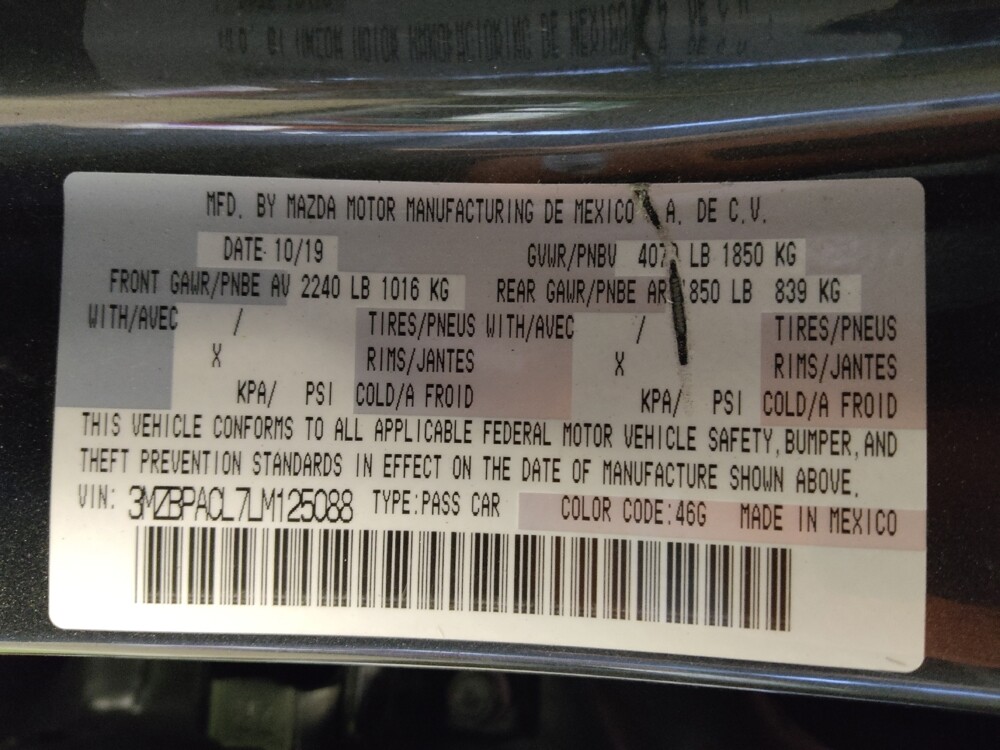 MFD. BY MAZDA MOTOR MANUFACTURING DE MEXICO A. DE C.V.
DATE 10/19 GVWR/PNBV LB 1850 KG
FRONT GAWR/PNBE AV 2240 LB 1016 KG REAR GAWR/PNBE AR LB 839 KG
WITH/AVEC / TIRES/PNEUS WITH/AVEC / TIRES/PNEUS
X RIMS/JANTES X RIMS/JANTES
KPA/ PSI COLD/A FROID KPA/ PSI COLD/A FROID
THIS VEHICLE CONFORMS TO ALL APPLICABLE FEDERAL MOTOR VEHICLE SAFETY, BUMPER, AND
THEFT PREVENTION STANDARDS IN EFFECT ON THE DATE OF MANUFACTURE SHOWN ABOVE.
VIN: 3MZBPACL7LM125088 TYPE:PASS CAR COLOR CODE:46G MADE IN MEXICO